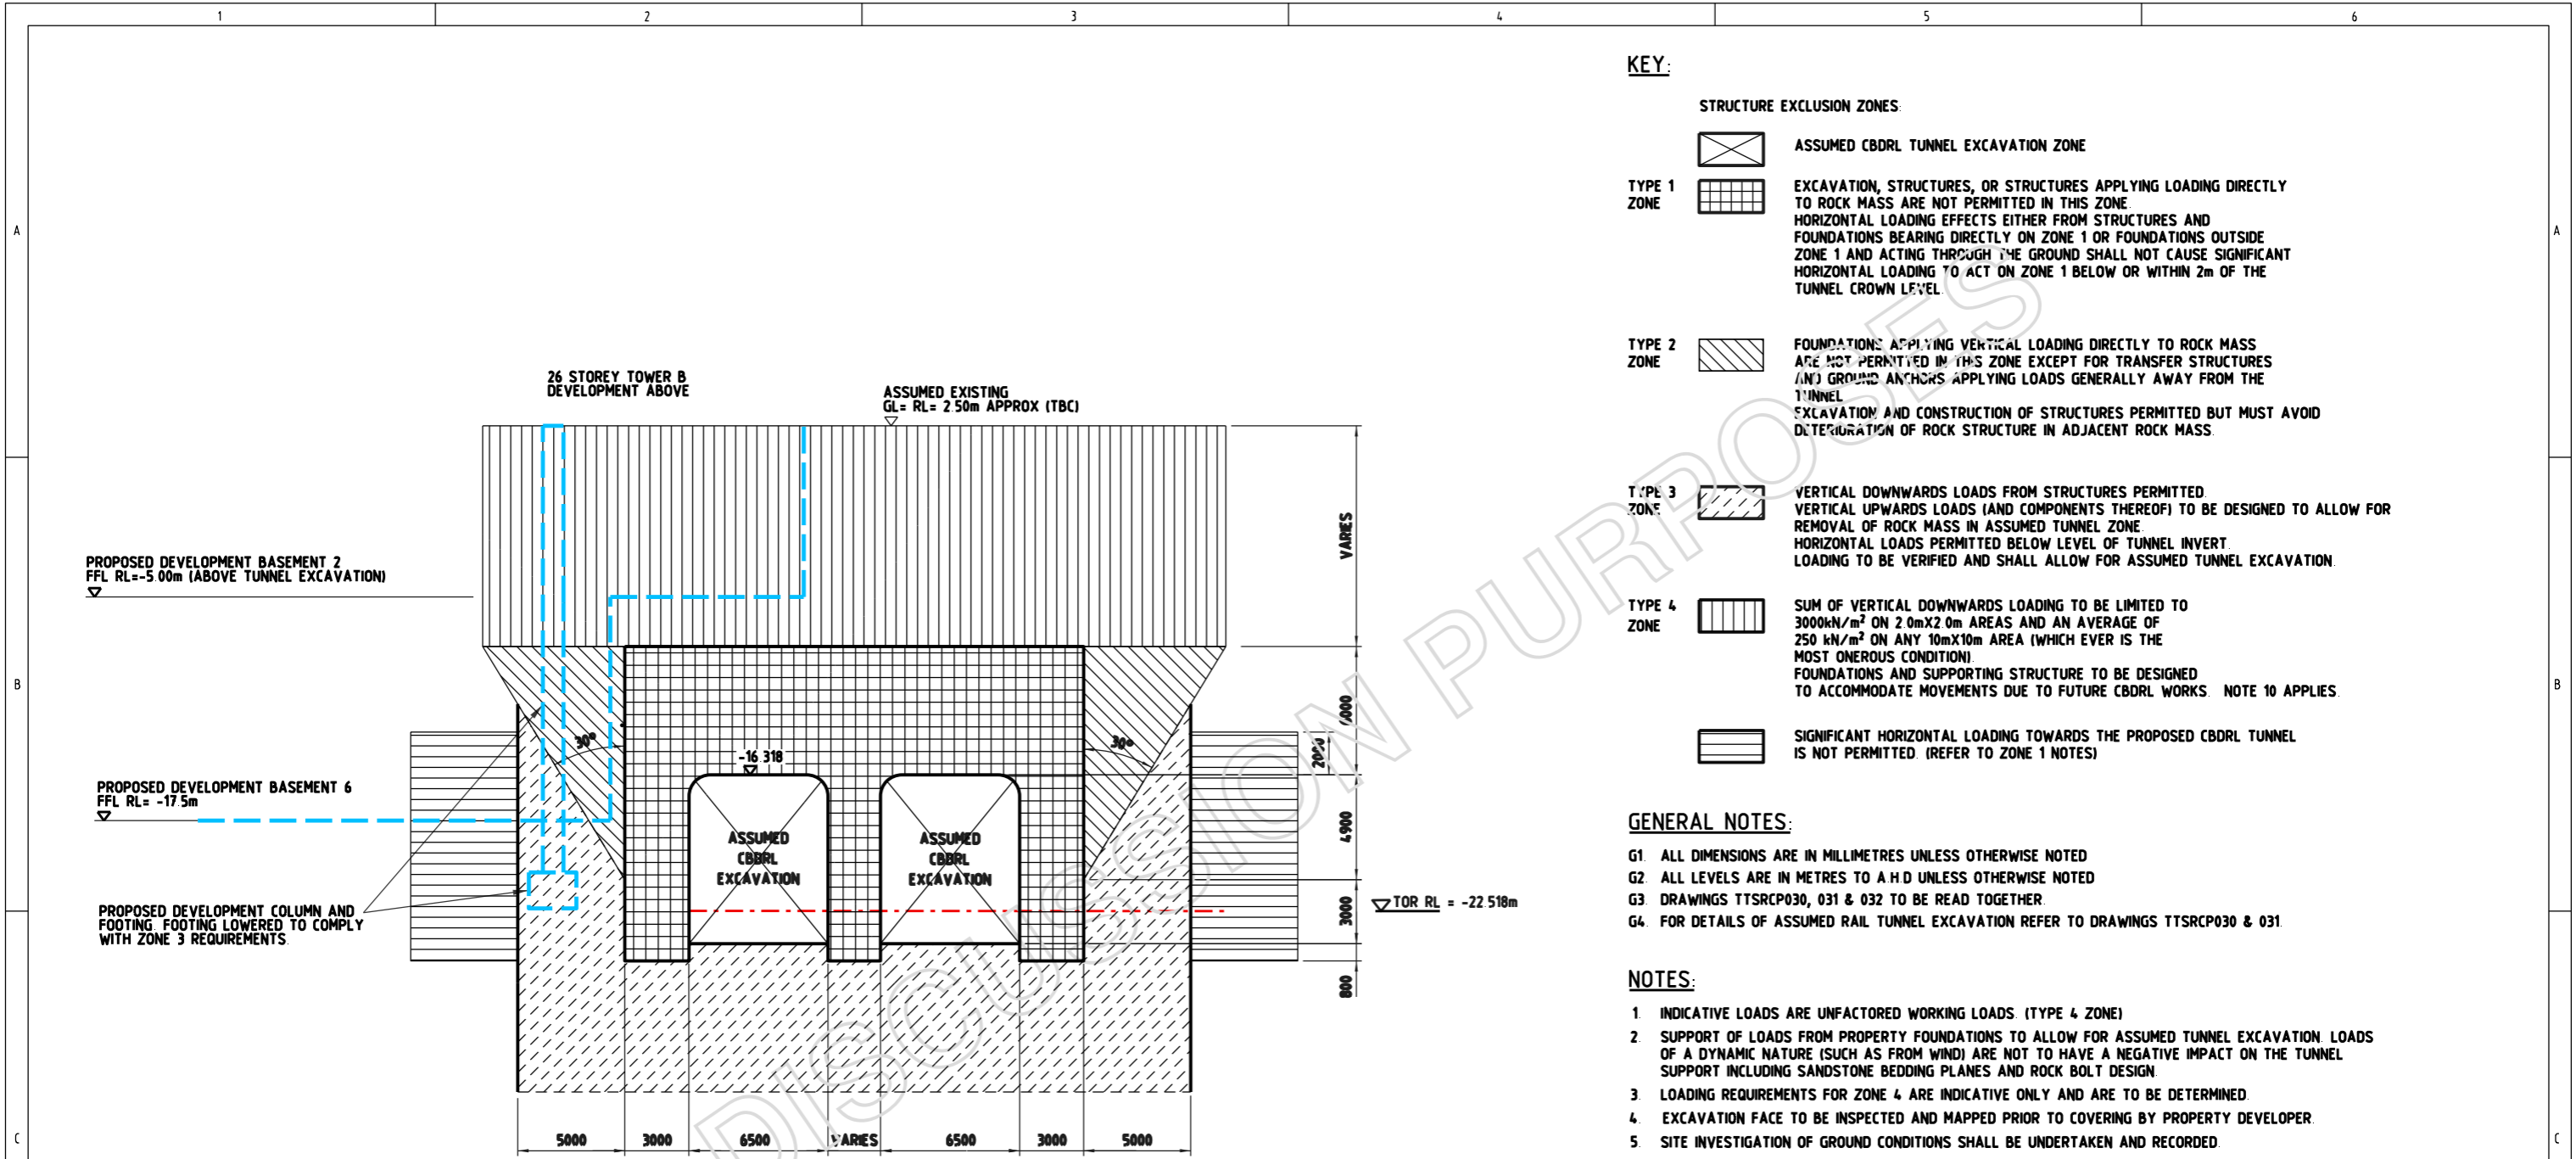 1 2 3 4 5 6
A
B
C
A
B
C
26 STOREY TOWER B
DEVELOPMENT ABOVE
ASSUMED EXISTING
GL= RL= 2.50m APPROX (TBC)
PROPOSED DEVELOPMENT BASEMENT 2
FFL RL=-5.00m (ABOVE TUNNEL EXCAVATION)
PROPOSED DEVELOPMENT BASEMENT 6
FFL RL= -17.5m
PROPOSED DEVELOPMENT COLUMN AND
FOOTING. FOOTING LOWERED TO COMPLY
WITH ZONE 3 REQUIREMENTS.
30°
30°
-16.318
ASSUMED
CBDRL
EXCAVATION
ASSUMED
CBDRL
EXCAVATION
VARIES
2000
4900
3000
800
TOR RL = -22.518m
5000 3000 6500 VARIES 6500 3000 5000
DISCUSSION PURPOSES
KEY:
STRUCTURE EXCLUSION ZONES:
ASSUMED CBDRL TUNNEL EXCAVATION ZONE
TYPE 1
ZONE
EXCAVATION, STRUCTURES, OR STRUCTURES APPLYING LOADING DIRECTLY
TO ROCK MASS ARE NOT PERMITTED IN THIS ZONE.
HORIZONTAL LOADING EFFECTS EITHER FROM STRUCTURES AND
FOUNDATIONS BEARING DIRECTLY ON ZONE 1 OR FOUNDATIONS OUTSIDE
ZONE 1 AND ACTING THROUGH THE GROUND SHALL NOT CAUSE SIGNIFICANT
HORIZONTAL LOADING TO ACT ON ZONE 1 BELOW OR WITHIN 2m OF THE
TUNNEL CROWN LEVEL.
TYPE 2
ZONE
FOUNDATIONS APPLYING VERTICAL LOADING DIRECTLY TO ROCK MASS
ARE NOT PERMITTED IN THIS ZONE EXCEPT FOR TRANSFER STRUCTURES
AND GROUND ANCHORS APPLYING LOADS GENERALLY AWAY FROM THE
TUNNEL
EXCAVATION AND CONSTRUCTION OF STRUCTURES PERMITTED BUT MUST AVOID
DETERIORATION OF ROCK STRUCTURE IN ADJACENT ROCK MASS.
TYPE 3
ZONE
VERTICAL DOWNWARDS LOADS FROM STRUCTURES PERMITTED.
VERTICAL UPWARDS LOADS (AND COMPONENTS THEREOF) TO BE DESIGNED TO ALLOW FOR
REMOVAL OF ROCK MASS IN ASSUMED TUNNEL ZONE.
HORIZONTAL LOADS PERMITTED BELOW LEVEL OF TUNNEL INVERT.
LOADING TO BE VERIFIED AND SHALL ALLOW FOR ASSUMED TUNNEL EXCAVATION.
TYPE 4
ZONE
SUM OF VERTICAL DOWNWARDS LOADING TO BE LIMITED TO
3000kN/m² ON 2.0mX2.0m AREAS AND AN AVERAGE OF
250 kN/m² ON ANY 10mX10m AREA (WHICH EVER IS THE
MOST ONEROUS CONDITION).
FOUNDATIONS AND SUPPORTING STRUCTURE TO BE DESIGNED
TO ACCOMMODATE MOVEMENTS DUE TO FUTURE CBDRL WORKS. NOTE 10 APPLIES.
SIGNIFICANT HORIZONTAL LOADING TOWARDS THE PROPOSED CBDRL TUNNEL
IS NOT PERMITTED. (REFER TO ZONE 1 NOTES)
GENERAL NOTES:
G1. ALL DIMENSIONS ARE IN MILLIMETRES UNLESS OTHERWISE NOTED
G2. ALL LEVELS ARE IN METRES TO A.H.D UNLESS OTHERWISE NOTED
G3. DRAWINGS TTSRCP030, 031 & 032 TO BE READ TOGETHER.
G4. FOR DETAILS OF ASSUMED RAIL TUNNEL EXCAVATION REFER TO DRAWINGS TTSRCP030 & 031.
NOTES:
1. INDICATIVE LOADS ARE UNFACTORED WORKING LOADS. (TYPE 4 ZONE)
2. SUPPORT OF LOADS FROM PROPERTY FOUNDATIONS TO ALLOW FOR ASSUMED TUNNEL EXCAVATION. LOADS
OF A DYNAMIC NATURE (SUCH AS FROM WIND) ARE NOT TO HAVE A NEGATIVE IMPACT ON THE TUNNEL
SUPPORT INCLUDING SANDSTONE BEDDING PLANES AND ROCK BOLT DESIGN.
3. LOADING REQUIREMENTS FOR ZONE 4 ARE INDICATIVE ONLY AND ARE TO BE DETERMINED.
4. EXCAVATION FACE TO BE INSPECTED AND MAPPED PRIOR TO COVERING BY PROPERTY DEVELOPER.
5. SITE INVESTIGATION OF GROUND CONDITIONS SHALL BE UNDERTAKEN AND RECORDED.